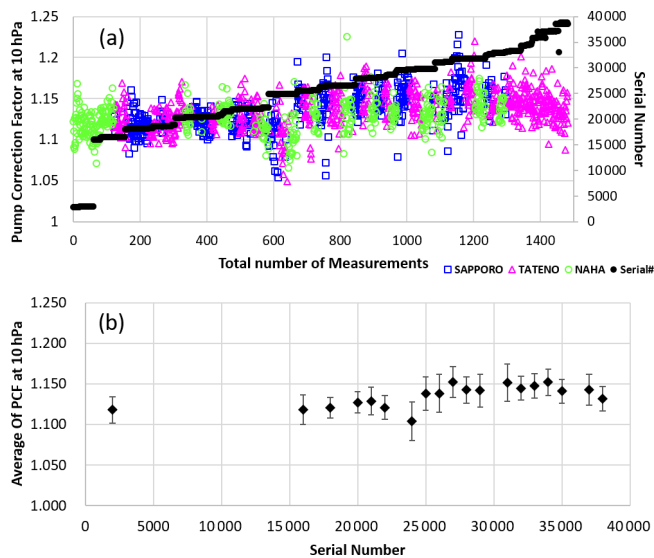 (a)
Pump Correction Factor at 10 hPa
1.25
1.2
1.15
1.1
1.05
1
40000
35000
30000
25000
20000
15000
10000
5000
0
Serial Number
0 200 400 600 800 1000 1200 1400
Total number of Measurements
SAPPORO TATENO NAHA Serial#
(b)
Average Of PCF at 10 hPa
1.250
1.200
1.150
1.100
1.050
1.000
0 5000 10 000 15 000 20 000 25 000 30 000 35 000 40 000
Serial Number